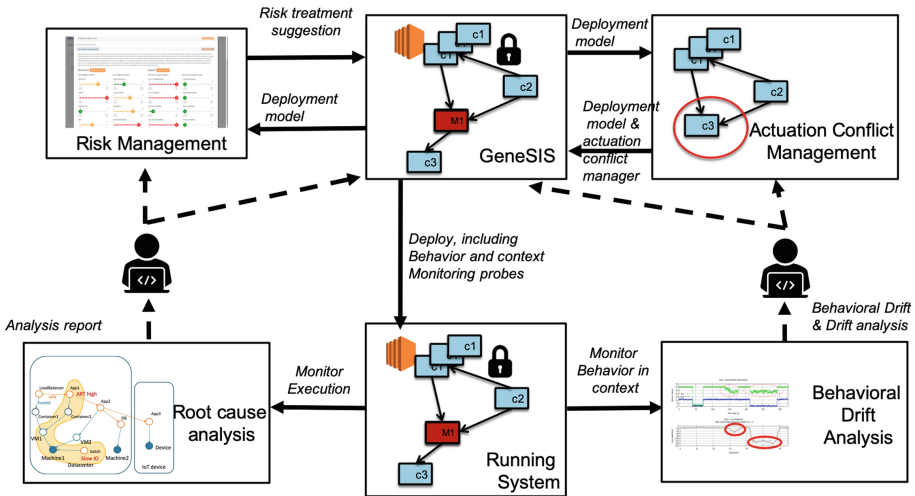 Risk treatment
suggestion
Deployment
model
Risk Management
c1
c1
c2
M1
c3
GeneSIS
Deployment
model
Deployment
model &
actuation
conflict
manager
c1
c1
c2
c3
Actuation Conflict
Management
Deploy, including
Behavior and context
Monitoring probes
</>
</>
Analysis report
Behavioral Drift
& Drift analysis
LoadBalancer
App1
ART high
App2
Container1
Container2
DB
App3
VM1
VM2
batch
Device
Machine1
Slow IO
Machine2
Datacenter
IoT device
Root cause
analysis
Monitor
Execution
c1
c1
c2
M1
c3
Running
System
Monitor
Behavior in
context
Behavioral
Drift
Analysis